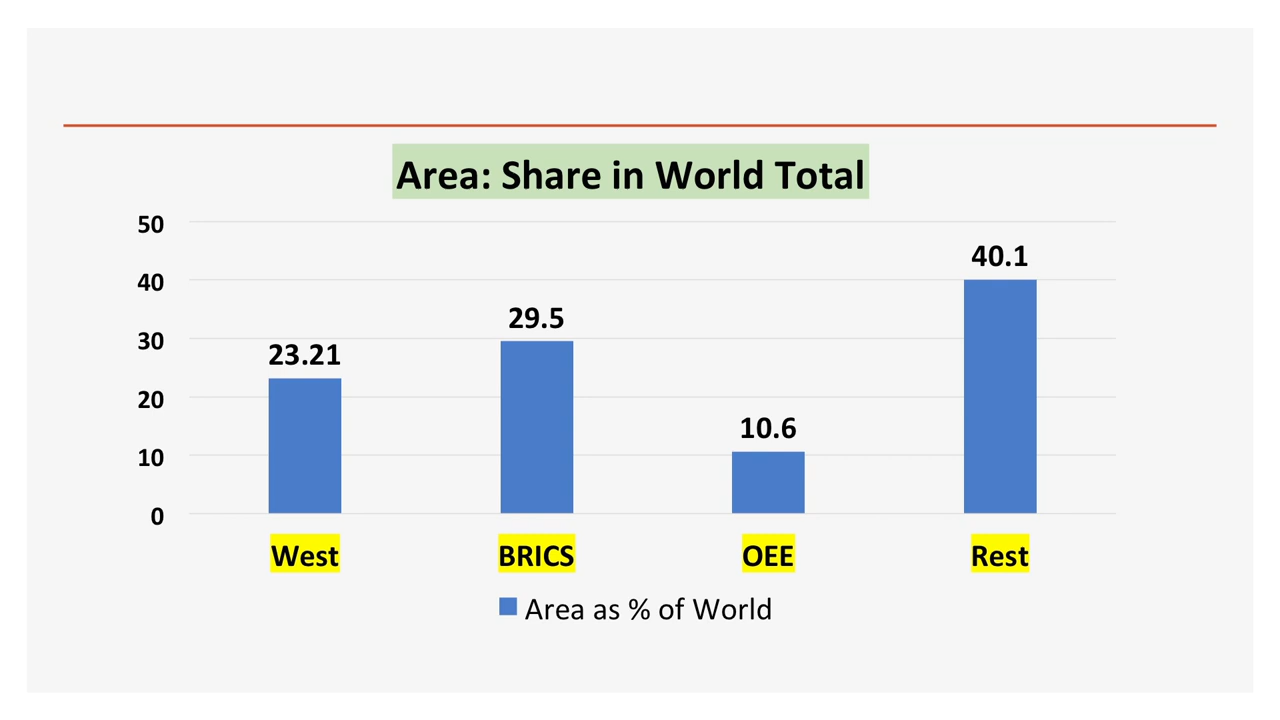 Area: Share in World Total
50
40
30
20
10
0
23.21
29.5
10.6
40.1
West
BRICS
OEE
Rest
Area as % of World